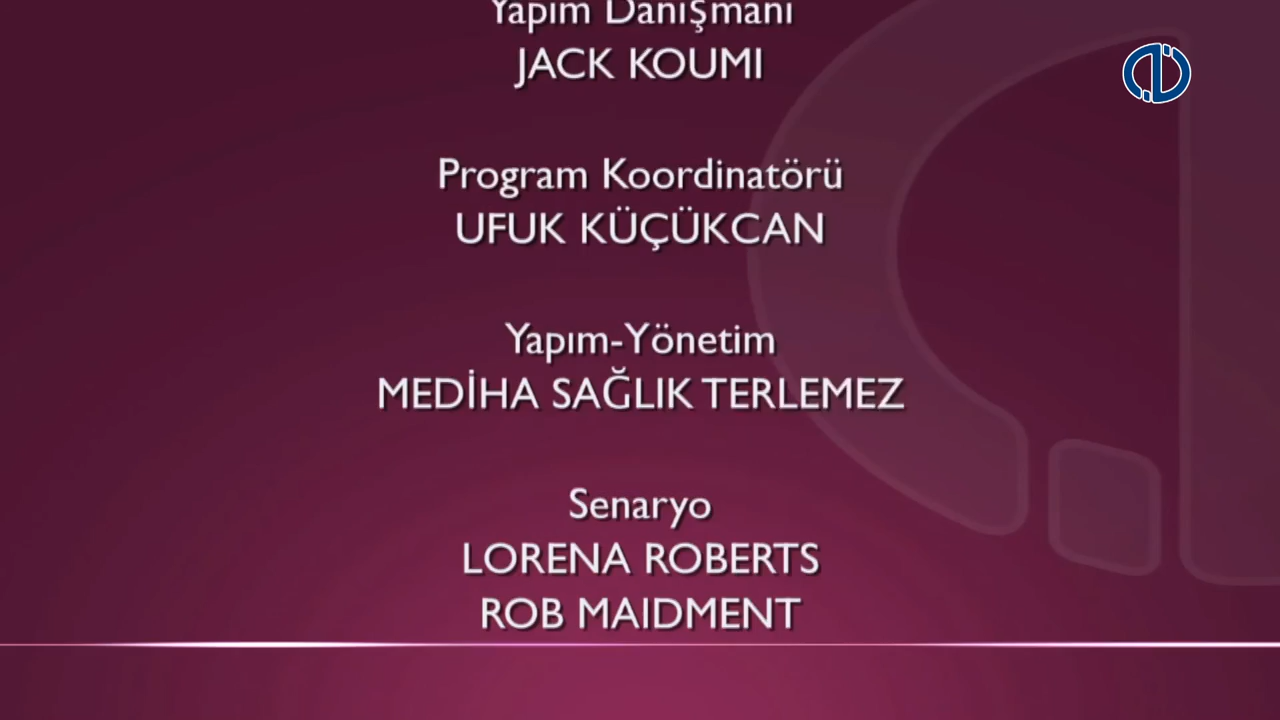 Yapım Danışmanı
JACK KOUMI
Program Koordinatörü
UFUK KÜÇÜKCAN
Yapım-Yönetim
MEDİHA SAĞLIK TERLEMEZ
Senaryo
LORENA ROBERTS
ROB MAIDMENT